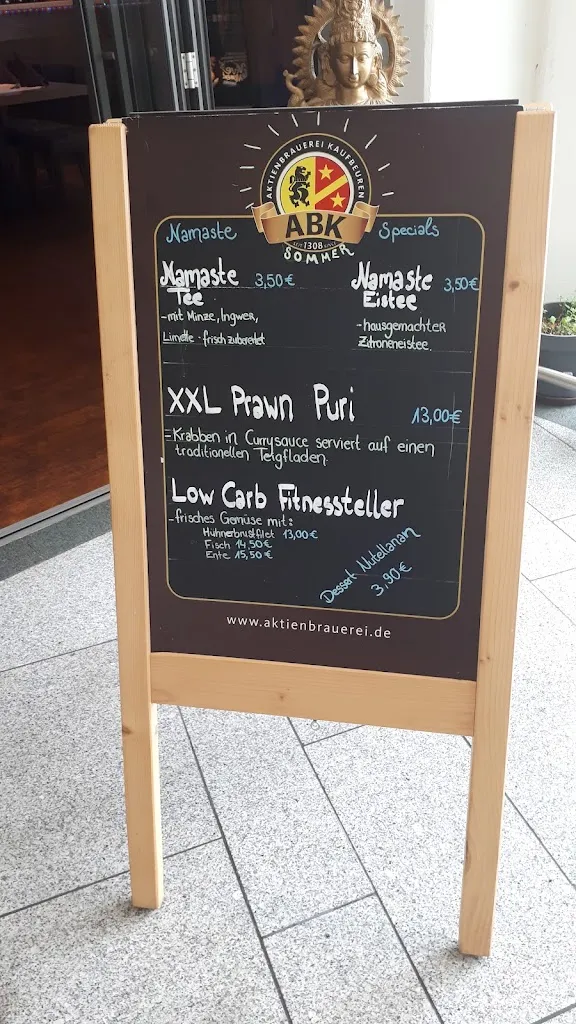 AKTIENBRAUEREI KAUFBEUREN
ABK
SEIT 1308 SINCE
SOMMER
Namaste Specials
Namaste Tee 3,50€
-mit Minze, Ingwer,
Limette - frisch zubereitet
Namaste Eistee 3,50€
-hausgemachter
Zitroneneistee.
XXL Prawn Puri 13,00€
-Krabben in Currysauce serviert auf einen
traditionellen Teigfladen.
Low Carb Fitnessteller
-frisches Gemüse mit:
Hühnerbrustfilet 13,00€
Fisch 14,50€
Ente 15,50€
Dessert Nutellanan
3,90€
www.aktienbrauerei.de